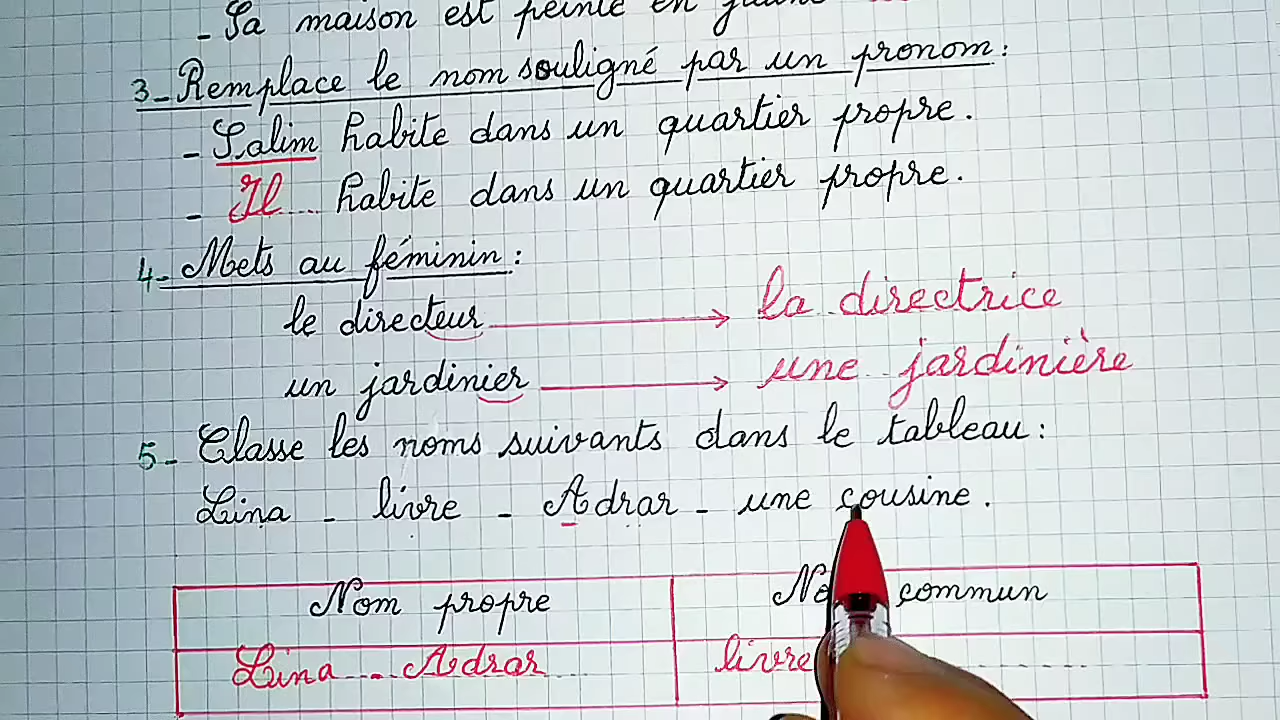 - Sa maison est peinte en jaune
3- Remplace le nom souligné par un pronom:
- Salim habite dans un quartier propre.
- Il.... habite dans un quartier propre.
4- Mets au féminin:
le directeur → la directrice
un jardinier → une jardinière
5- Classe les noms suivants dans le tableau:
Lina - livre - Adrar - une cousine.
Nom propre commun
Lina - Adrar livre